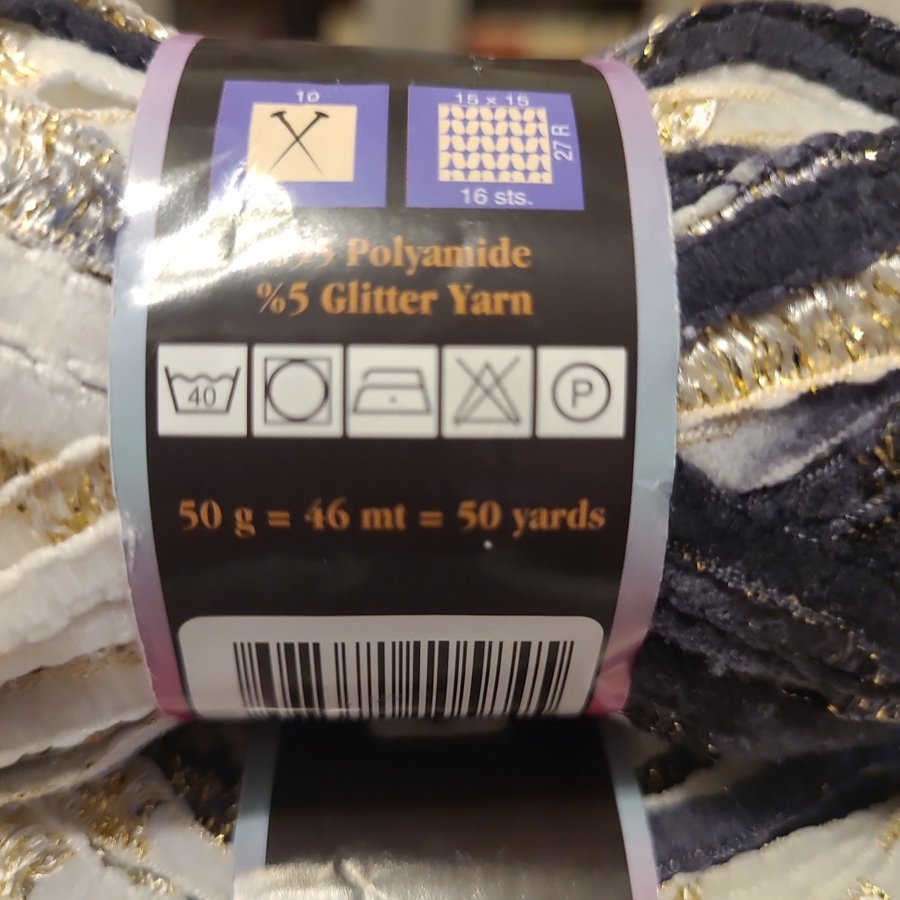 10
15 x 15
27 R
16 sts.
Polyamide
%5 Glitter Yarn
40
P
50 g = 46 mt = 50 yards